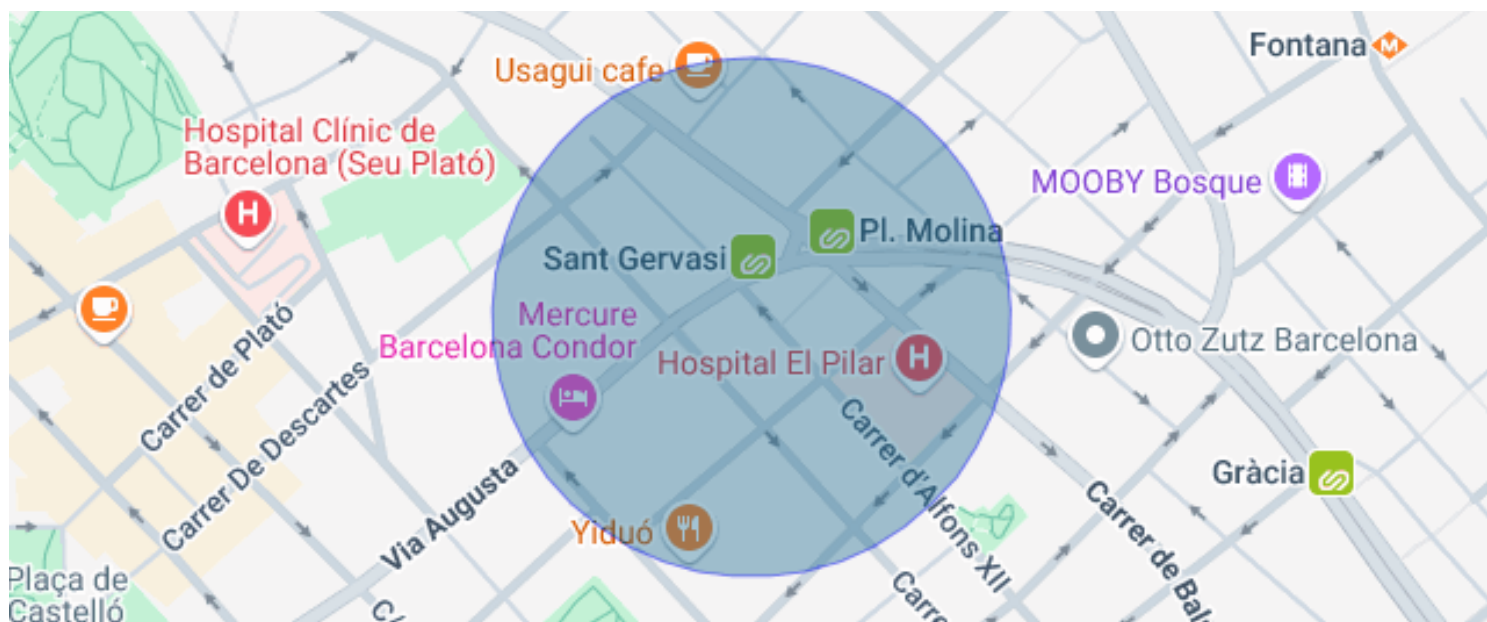 Fontana
M
Usagui cafe
Hospital Clínic de
Barcelona (Seu Plató)
H
MOOBY Bosque
Pl. Molina
Sant Gervasi
Mercure
Barcelona Condor
Hospital El Pilar
H
Otto Zutz Barcelona
Carrer de Plató
Carrer De Descartes
Carrer d'Alfons XII
Via Augusta
Gràcia
Yiduó
Carrer de Bal
Plaça de
Castelló
C/
Carre